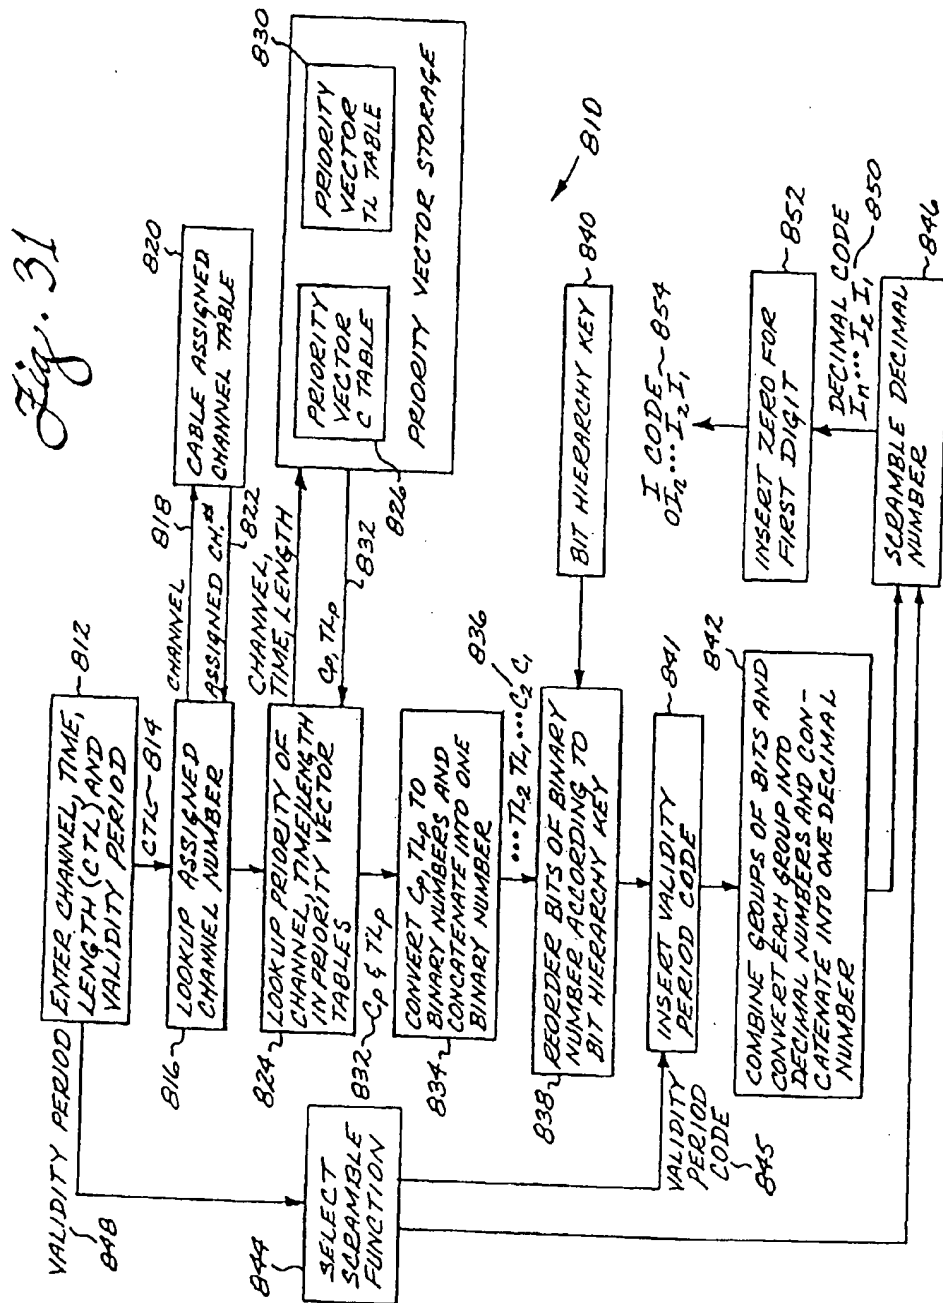 Fig. 31
VALIDITY PERIOD
848
ENTER CHANNEL, TIME,
LENGTH (CTL) AND
VALIDITY PERIOD
812
CTL
814
816
LOOKUP ASSIGNED
CHANNEL NUMBER
CHANNEL
818
ASSIGNED CH.#
822
CABLE ASSIGNED
CHANNEL TABLE
820
824
LOOKUP PRIORITY OF
CHANNEL, TIME/LENGTH
IN PRIORITY VECTOR
TABLES
CHANNEL,
TIME, LENGTH
CP, TLP
832
PRIORITY
VECTOR
C TABLE
826
PRIORITY
VECTOR
TL TABLE
830
PRIORITY VECTOR STORAGE
832
CP & TLP
834
CONVERT CP, TLP TO
BINARY NUMBERS AND
CONCATENATE INTO ONE
BINARY NUMBER
... TL2 TL1 ... C2 C1
836
838
REORDER BITS OF BINARY
NUMBER ACCORDING TO
BIT HIERARCHY KEY
BIT HIERARCHY KEY
840
810
844
SELECT
SCRAMBLE
FUNCTION
VALIDITY
PERIOD
CODE
845
INSERT VALIDITY
PERIOD CODE
841
COMBINE GROUPS OF BITS AND
CONVERT EACH GROUP INTO
DECIMAL NUMBERS AND CON-
CATENATE INTO ONE DECIMAL
NUMBER
842
I CODE
OIn...I2 I1
854
INSERT ZERO FOR
FIRST DIGIT
852
DECIMAL CODE
In...I2 I1
850
SCRAMBLE DECIMAL
NUMBER
846